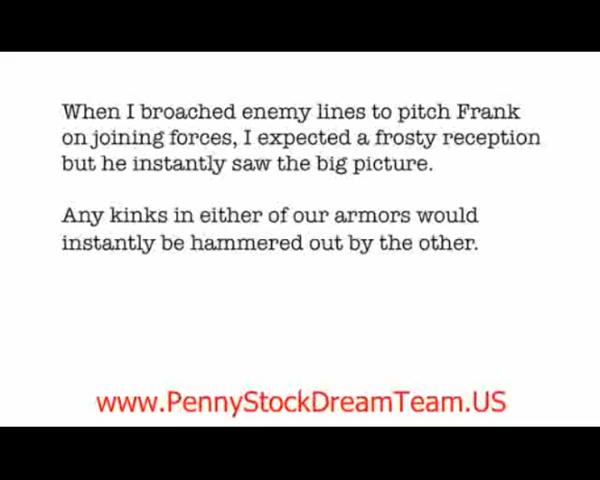 When I broached enemy lines to pitch Frank
on joining forces, I expected a frosty reception
but he instantly saw the big picture.
Any kinks in either of our armors would
instantly be hammered out by the other.
www.PennyStockDreamTeam.US